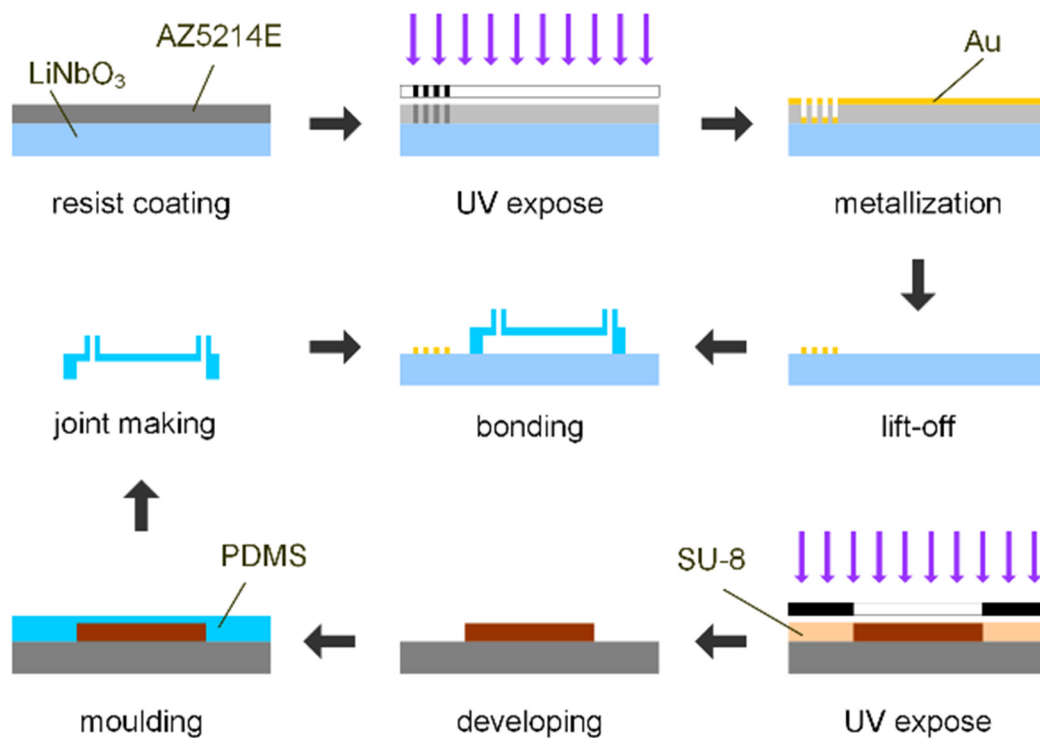 AZ5214E
LiNbO₃
Au
resist coating
UV expose
metallization
joint making
bonding
lift-off
PDMS
SU-8
moulding
developing
UV expose